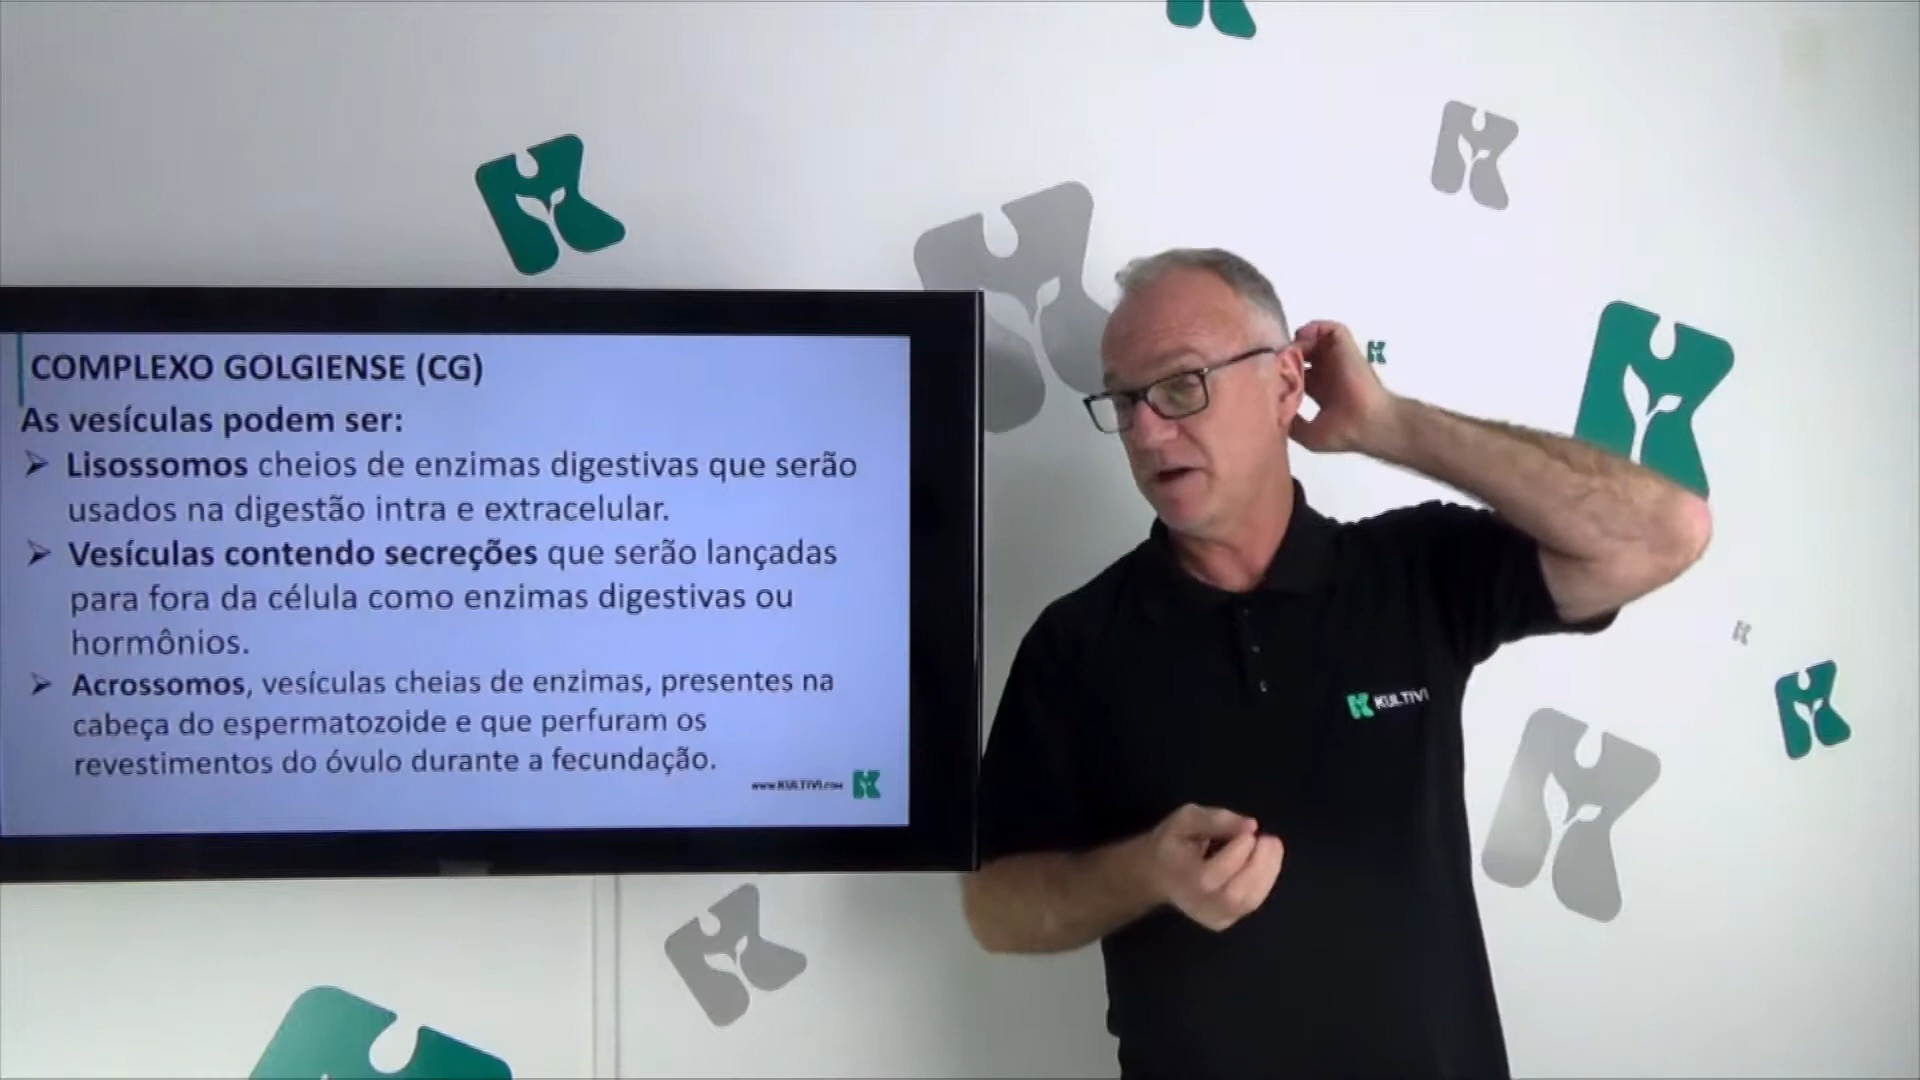 COMPLEXO GOLGIENSE (CG)
As vesículas podem ser:
➢ Lisossomos cheios de enzimas digestivas que serão
usados na digestão intra e extracelular.
➢ Vesículas contendo secreções que serão lançadas
para fora da célula como enzimas digestivas ou
hormônios.
➢ Acrossomos, vesículas cheias de enzimas, presentes na
cabeça do espermatozoide e que perfuram os
revestimentos do óvulo durante a fecundação.
www.KULTIVI.com
KULTIVI